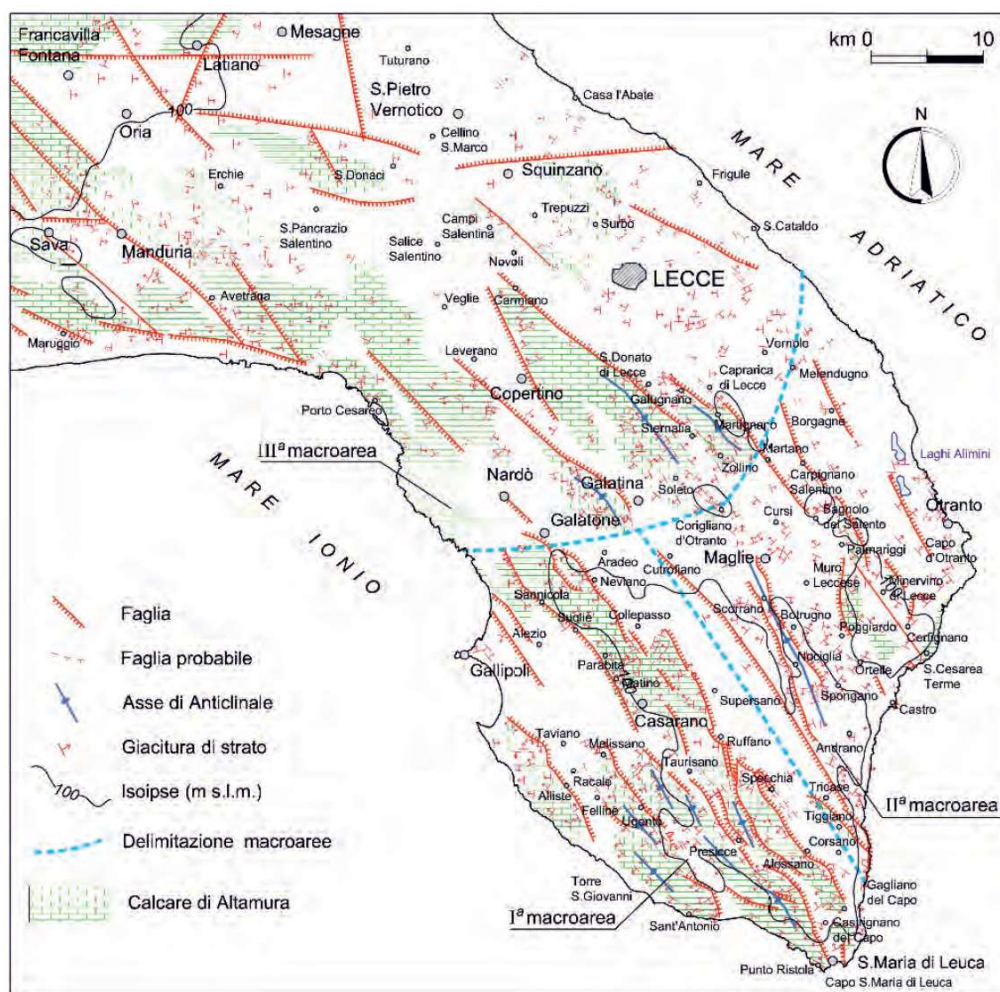 Francavilla
Fontana
Mesagne
Latiano
Tuturano
km 0 10
S.Pietro
Vernotico
Casa l'Abate
100
Oria
Cellino
S.Marco
N
MARE ADRIATICO
Erchie
S.Donaci
Squinzano
Frigule
Trepuzzi
S.Pancrazio
Salentino
Campi
Salentina
Surbo
S.Cataldo
Sava
Manduria
Salice
Salentino
Novoli
LECCE
Avetrana
Veglie
Carmiano
Maruggio
Leverano
S.Donato
di Lecce
Vernole
Caprarica
di Lecce
Melendugno
Copertino
Galugnano
Porto Cesareo
Martignano
Borgagne
Sternatia
Martano
IIIª macroarea
Zollino
Laghi Alimini
Carpignano
Salentino
Nardò
Galatina
Soleto
MARE IONIO
Otranto
Corigliano
d'Otranto
Cursi
Bagnolo
del Salento
Galatone
Palmariggi
Capo
d'Otranto
Aradeo
Cutrofiano
Maglie
Muro
Leccese
100
Minervino
di Lecce
Neviano
Sannicola
Scorrano
Botrugno
Collepasso
Poggiardo
Tuglie
Cerfignano
Alezio
Nociglia
Ortelle
S.Cesarea
Terme
Gallipoli
Parabita
Matino
100
Spongano
Supersano
Castro
Casarano
Andrano
Taviano
Melissano
Ruffano
Taurisano
Specchia
Racale
Tricase
Alliste
Felline
Ugento
Tiggiano
IIª macroarea
Presicce
Corsano
Alessano
Torre
S.Giovanni
Gagliano
del Capo
Iª macroarea
Sant'Antonio
Castrignano
del Capo
S.Maria di Leuca
Punto Ristola
Capo S.Maria di Leuca
Faglia
Faglia probabile
Asse di Anticlinale
Giacitura di strato
100 Isoipse (m s.l.m.)
Delimitazione macroaree
Calcare di Altamura